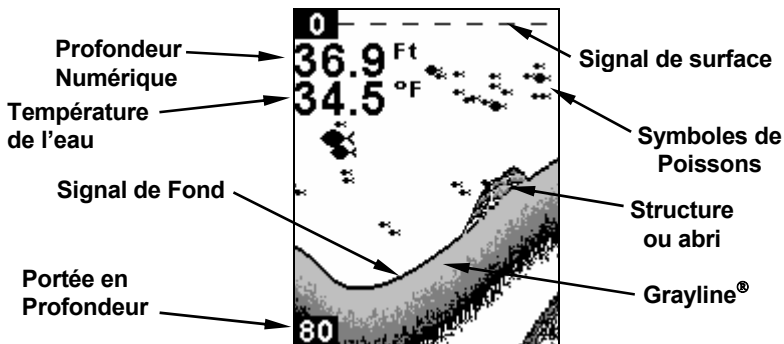 Profondeur
Numérique
Température
de l'eau
Signal de Fond
Portée en
Profondeur
0
36.9 Ft
34.5 °F
80
Signal de surface
Symboles de
Poissons
Structure
ou abri
Grayline®